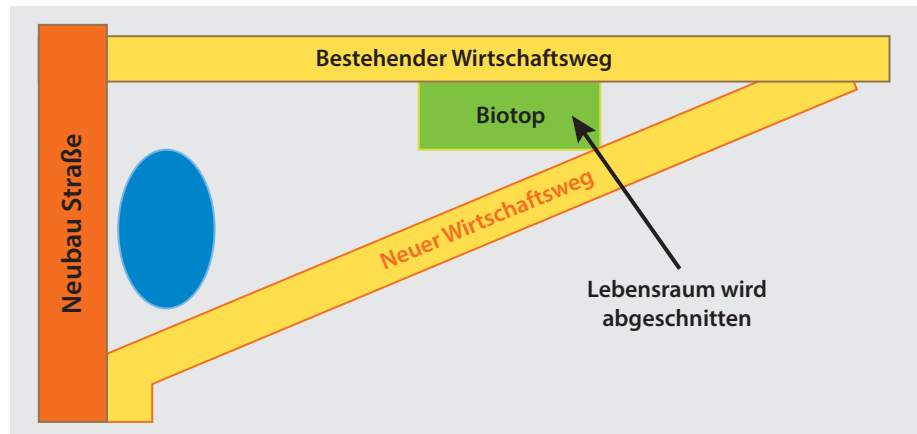 Bestehender Wirtschaftsweg
Biotop
Neubau Straße
Neuer Wirtschaftsweg
Lebensraum wird
abgeschnitten